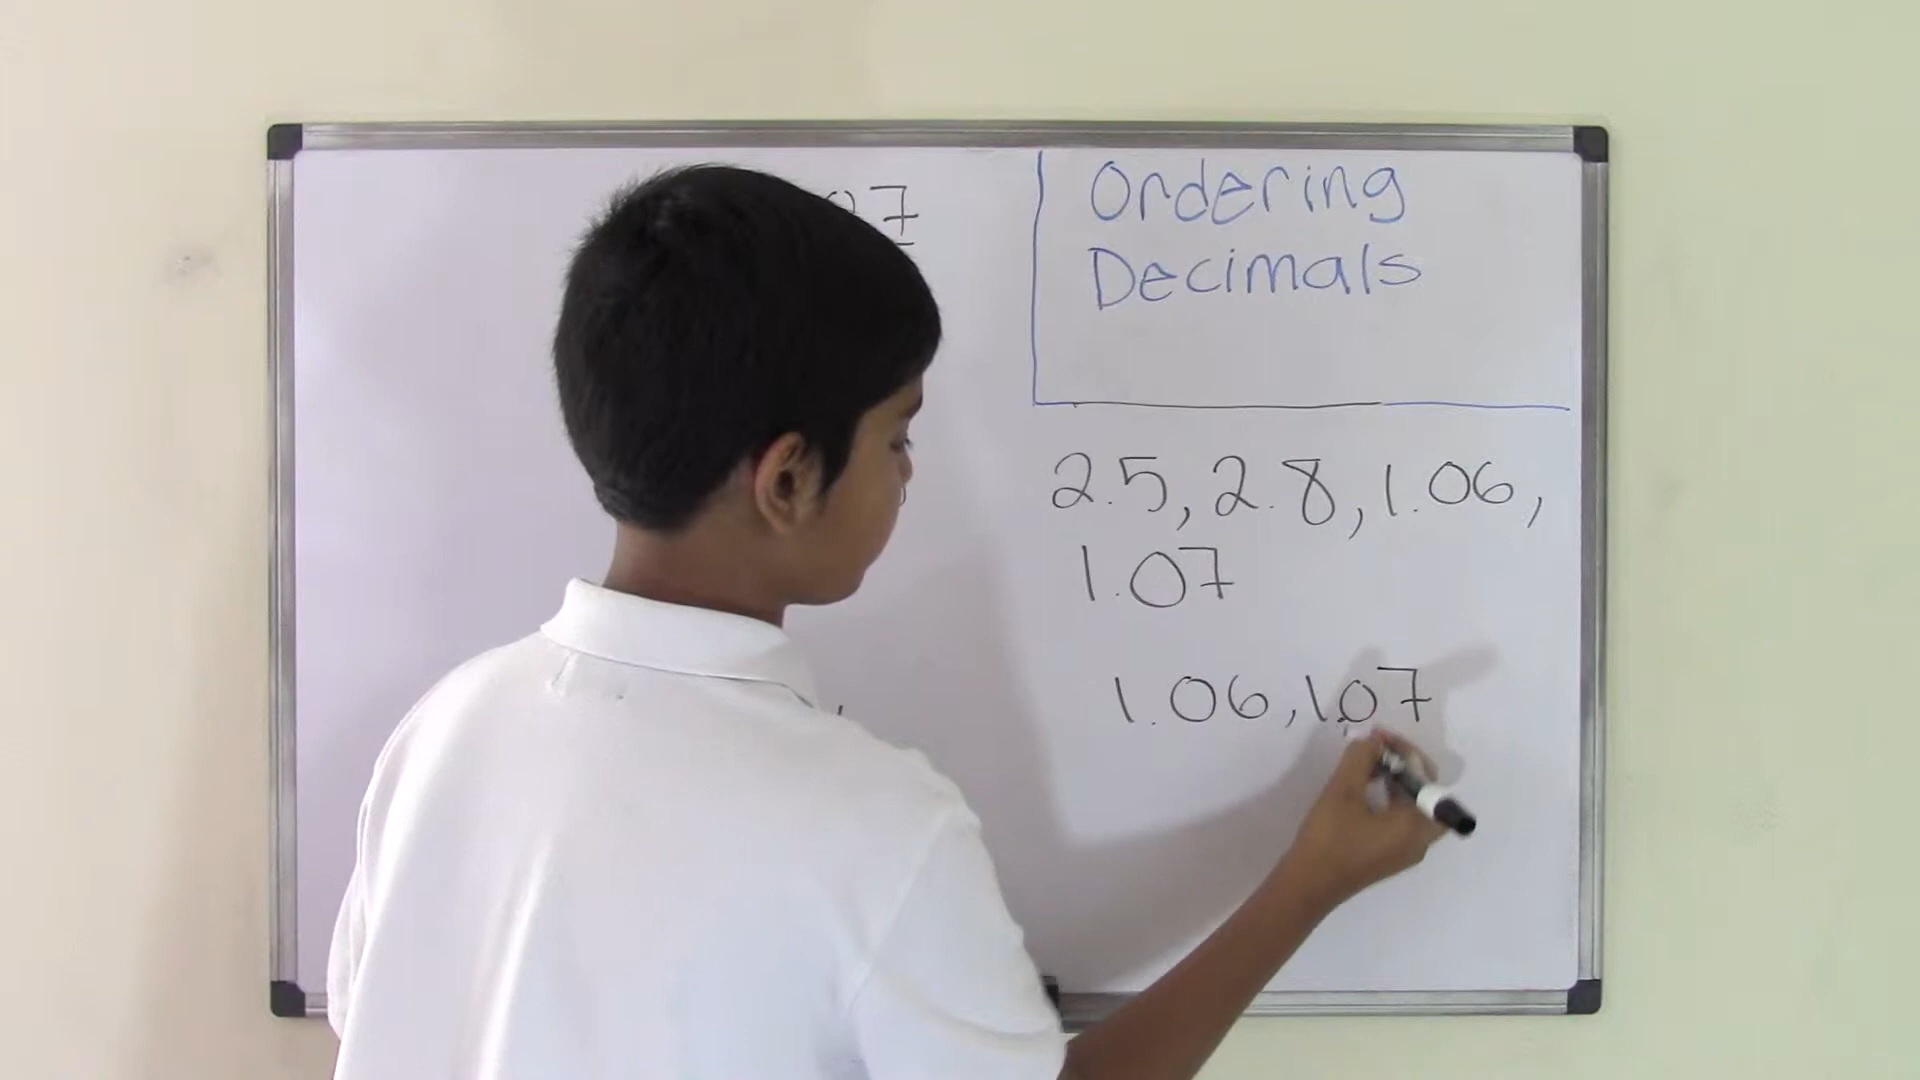 Ordering
Decimals
2.5, 2.8, 1.06,
1.07
1.06, 1.07